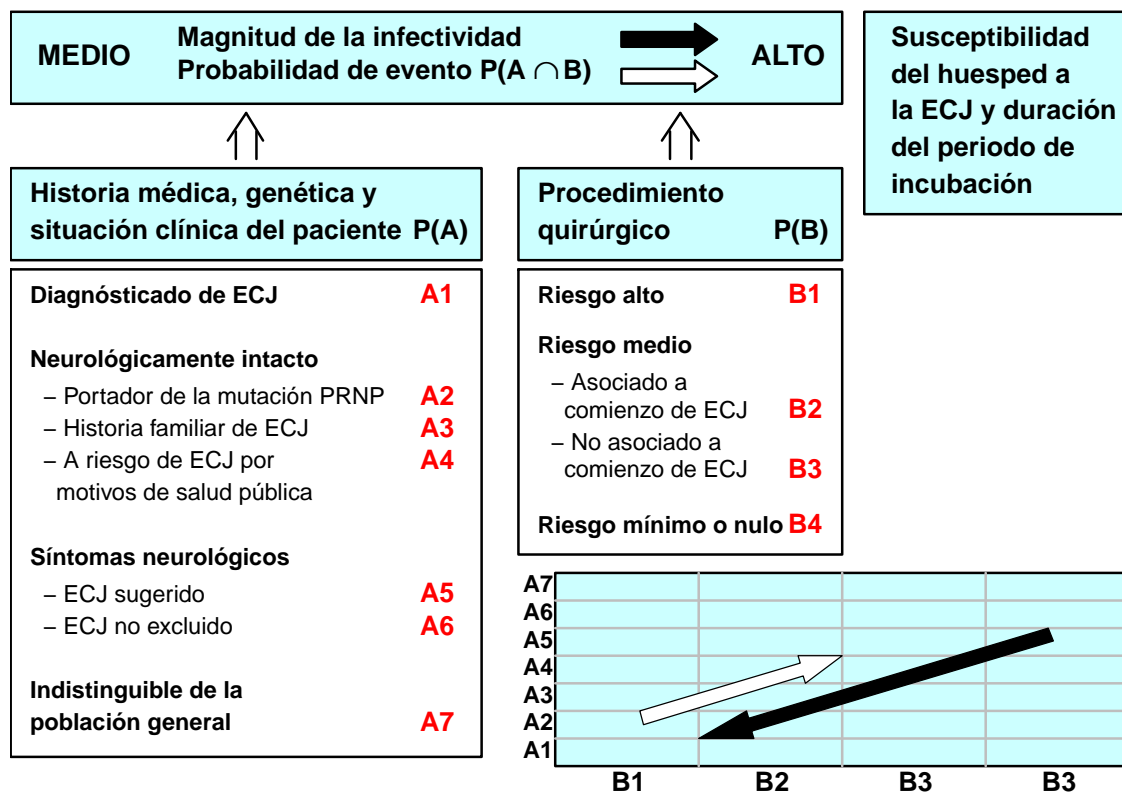 MEDIO
Magnitud de la infectividad
Probabilidad de evento P(A ∩ B)
ALTO
Susceptibilidad
del huesped a
la ECJ y duración
del periodo de
incubación
Historia médica, genética y
situación clínica del paciente P(A)
Diagnósticado de ECJ A1
Neurológicamente intacto
– Portador de la mutación PRNP A2
– Historia familiar de ECJ A3
– A riesgo de ECJ por A4
motivos de salud pública
Síntomas neurológicos
– ECJ sugerido A5
– ECJ no excluido A6
Indistinguible de la
población general A7
Procedimiento
quirúrgico P(B)
Riesgo alto B1
Riesgo medio
– Asociado a
comienzo de ECJ B2
– No asociado a
comienzo de ECJ B3
Riesgo mínimo o nulo B4
A7
A6
A5
A4
A3
A2
A1
B1 B2 B3 B3